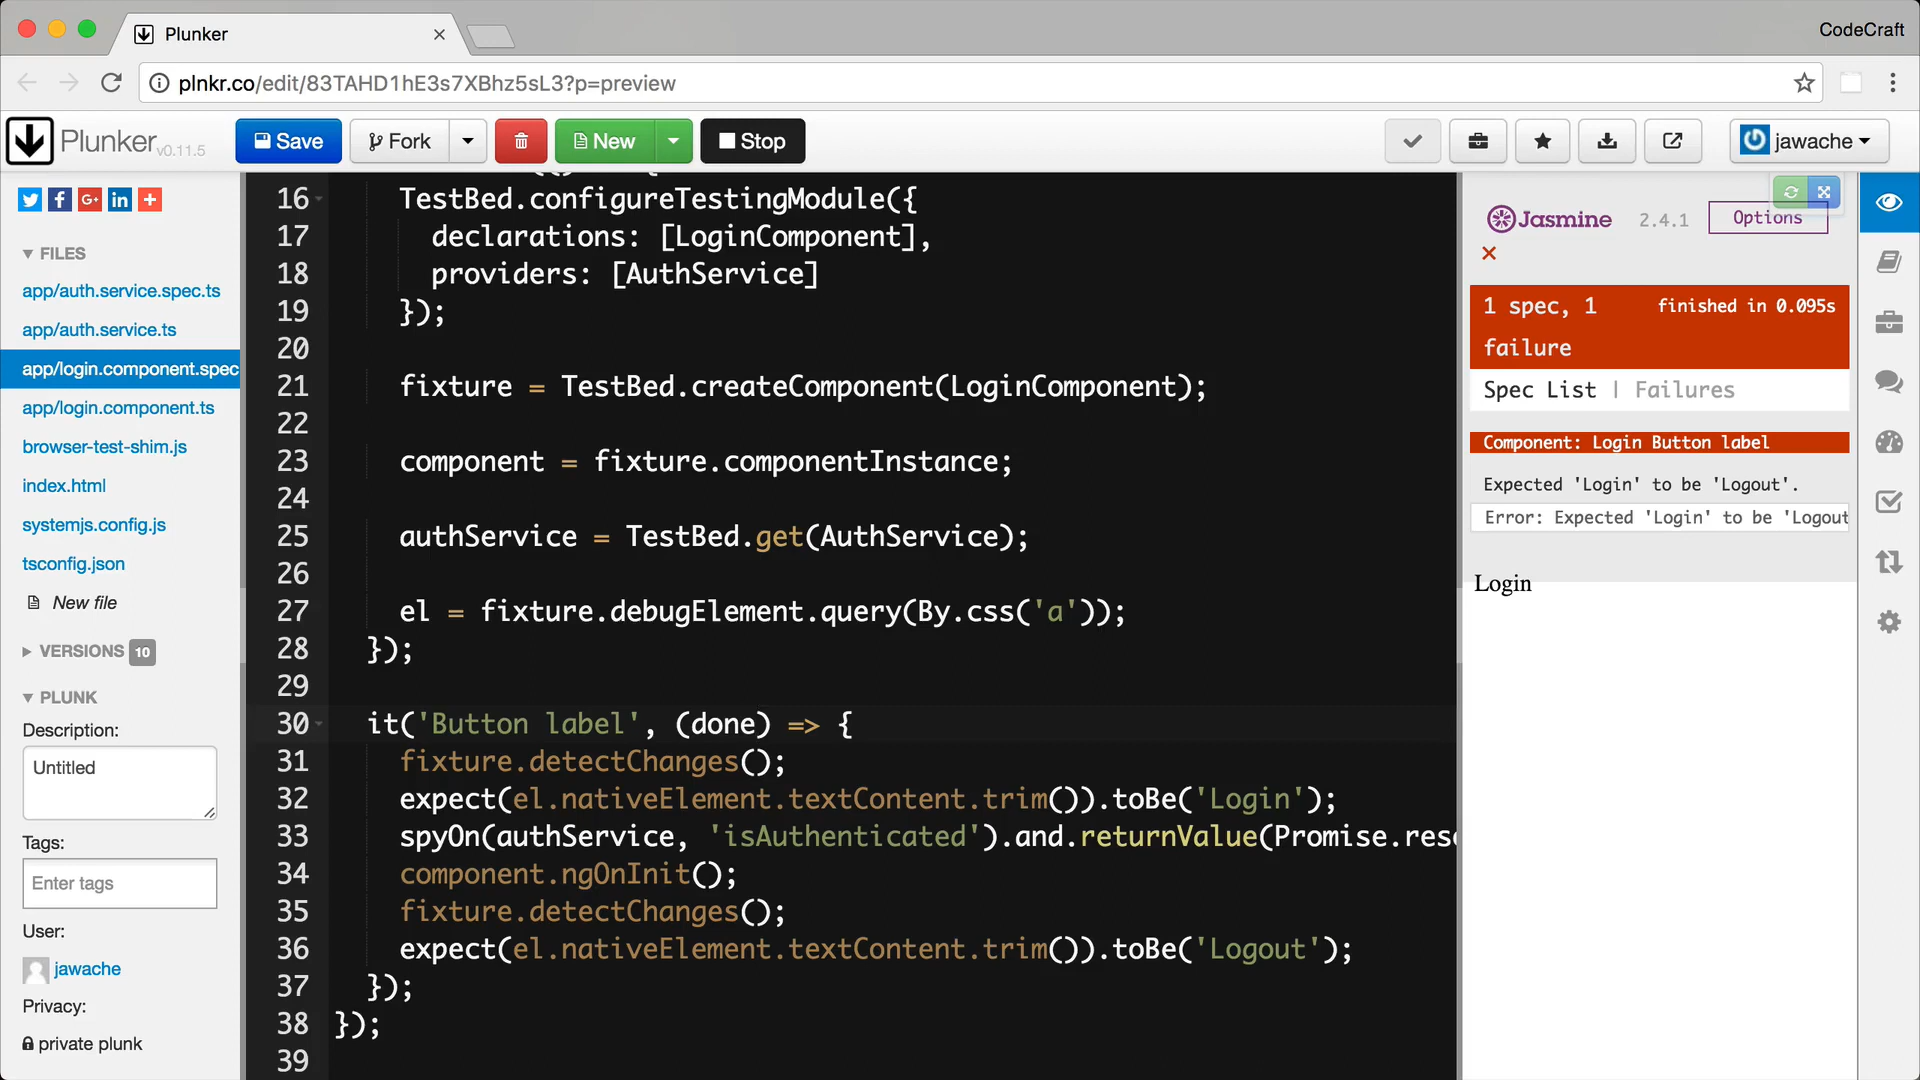 Plunker
CodeCraft
plnkr.co/edit/83TAHD1hE3s7XBhz5sL3?p=preview
Plunker v0.11.5
Save
Fork
New
Stop
jawache
FILES
app/auth.service.spec.ts
app/auth.service.ts
app/login.component.spec
app/login.component.ts
browser-test-shim.js
index.html
systemjs.config.js
tsconfig.json
New file
VERSIONS 10
PLUNK
Description:
Untitled
Tags:
Enter tags
User:
jawache
Privacy:
private plunk
16 TestBed.configureTestingModule({
17 declarations: [LoginComponent],
18 providers: [AuthService]
19 });
20
21 fixture = TestBed.createComponent(LoginComponent);
22
23 component = fixture.componentInstance;
24
25 authService = TestBed.get(AuthService);
26
27 el = fixture.debugElement.query(By.css('a'));
28 });
29
30 it('Button label', (done) => {
31 fixture.detectChanges();
32 expect(el.nativeElement.textContent.trim()).toBe('Login');
33 spyOn(authService, 'isAuthenticated').and.returnValue(Promise.reso
34 component.ngOnInit();
35 fixture.detectChanges();
36 expect(el.nativeElement.textContent.trim()).toBe('Logout');
37 });
38 });
39
Jasmine 2.4.1 Options
×
1 spec, 1 failure finished in 0.095s
Spec List | Failures
Component: Login Button label
Expected 'Login' to be 'Logout'.
Error: Expected 'Login' to be 'Logout
Login